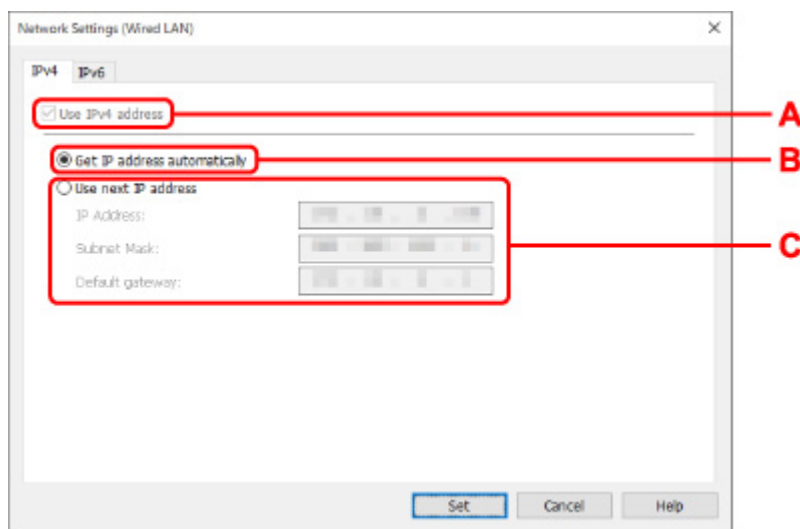 Network Settings (Wired LAN)
IPv4 IPv6
Use IPv4 address
A
Get IP address automatically
B
Use next IP address
IP Address:
Subnet Mask:
C
Default gateway:
Set Cancel Help